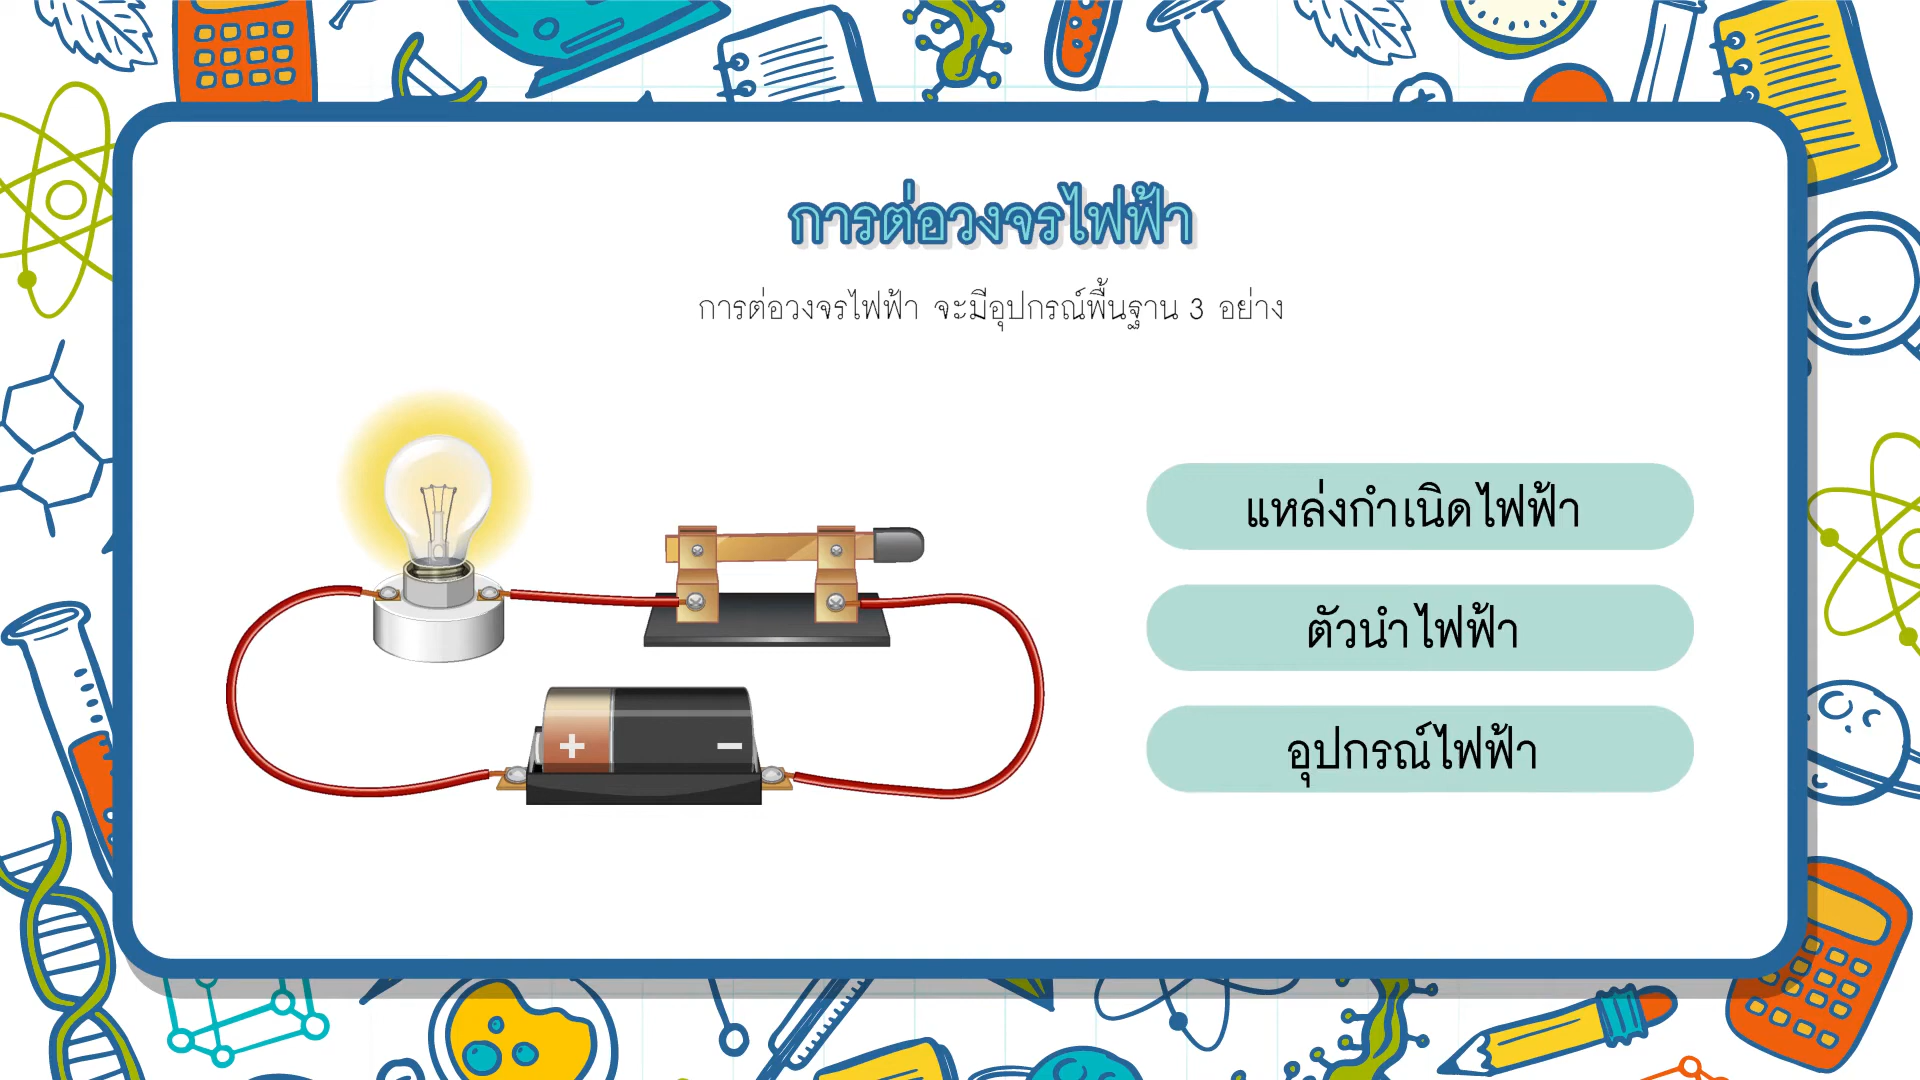 การต่อวงจรไฟฟ้า
การต่อวงจรไฟฟ้า จะมีอุปกรณ์พื้นฐาน 3 อย่าง
แหล่งกำเนิดไฟฟ้า
ตัวนำไฟฟ้า
อุปกรณ์ไฟฟ้า
+ −